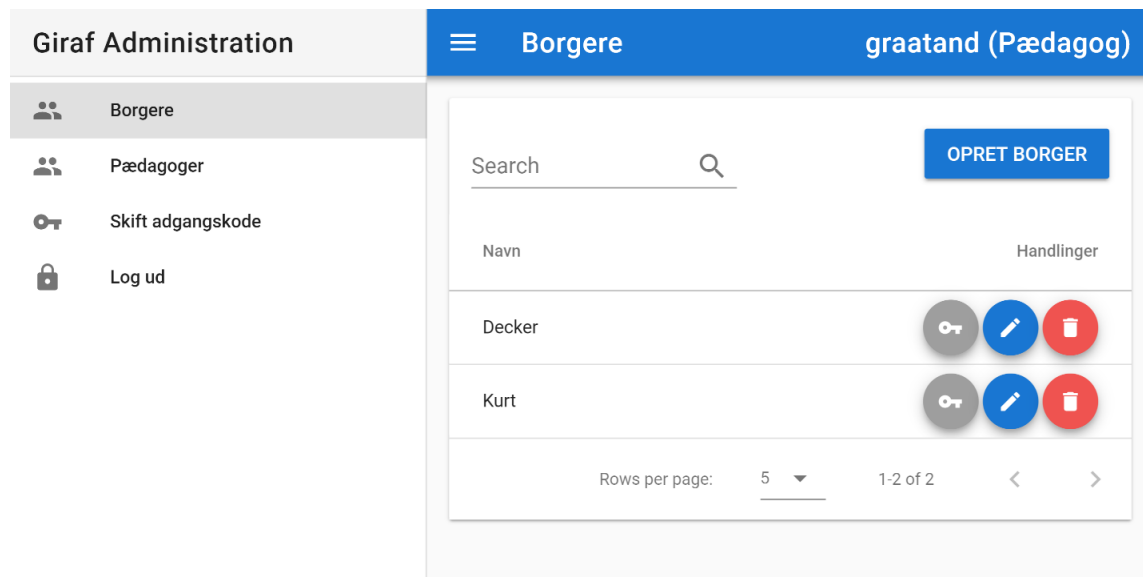 Giraf Administration
Borgere
Pædagoger
Skift adgangskode
Log ud
Borgere graatand (Pædagog)
Search OPRET BORGER
Navn Handlinger
Decker
Kurt
Rows per page: 5 1-2 of 2